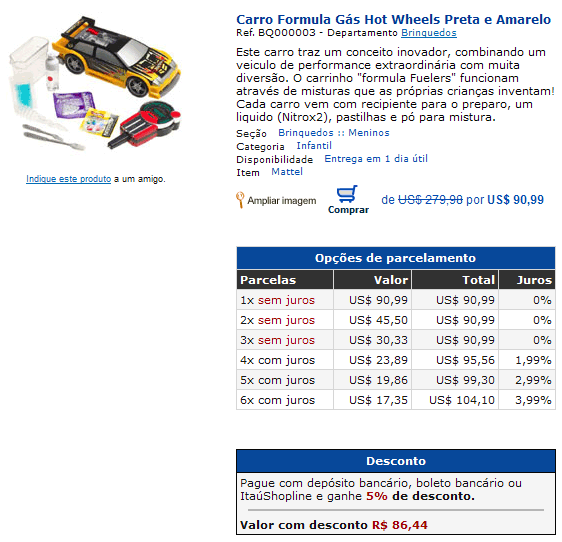 Carro Formula Gás Hot Wheels Preta e Amarelo
Ref. BQ000003 - Departamento Brinquedos
Este carro traz um conceito inovador, combinando um
veiculo de performance extraordinária com muita
diversão. O carrinho "formula Fuelers" funcionam
através de misturas que as próprias crianças inventam!
Cada carro vem com recipiente para o preparo, um
liquido (Nitrox2), pastilhas e pó para mistura.
Seção Brinquedos :: Meninos
Categoria Infantil
Disponibilidade Entrega em 1 dia útil
Item Mattel
Indique este produto a um amigo.
Ampliar imagem Comprar de US$ 279,90 por US$ 90,99
Opções de parcelamento
Parcelas Valor Total Juros
1x sem juros US$ 90,99 US$ 90,99 0%
2x sem juros US$ 45,50 US$ 90,99 0%
3x sem juros US$ 30,33 US$ 90,99 0%
4x com juros US$ 23,89 US$ 95,56 1,99%
5x com juros US$ 19,86 US$ 99,30 2,99%
6x com juros US$ 17,35 US$ 104,10 3,99%
Desconto
Pague com depósito bancário, boleto bancário ou
ItaúShopline e ganhe 5% de desconto.
Valor com desconto R$ 86,44